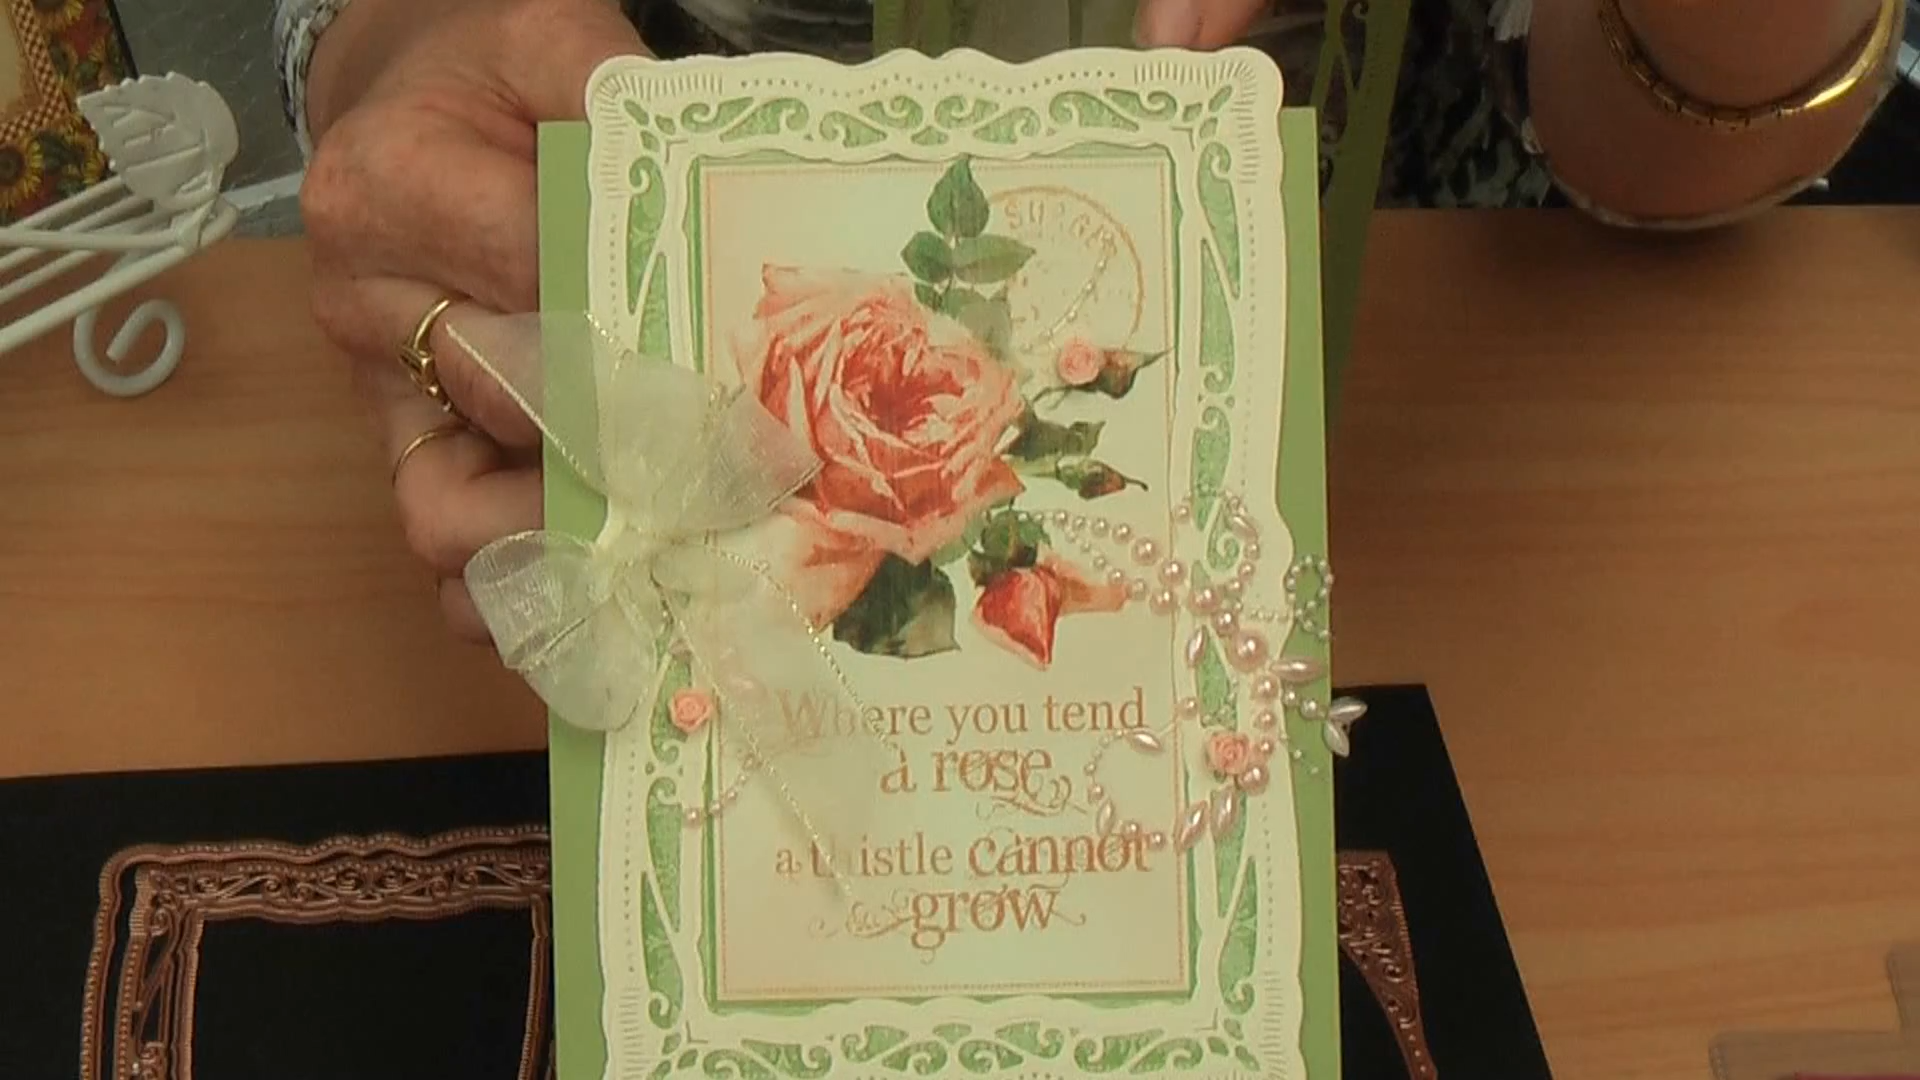 Where you tend
a rose
a thistle cannot
grow